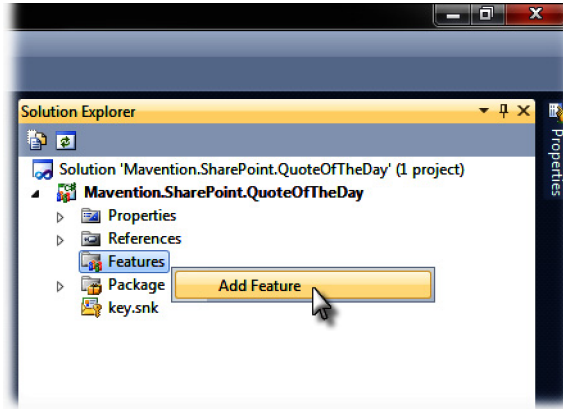 Solution Explorer
Properties
Solution 'Mavention.SharePoint.QuoteOfTheDay' (1 project)
Mavention.SharePoint.QuoteOfTheDay
Properties
References
Features
Package
Add Feature
key.snk